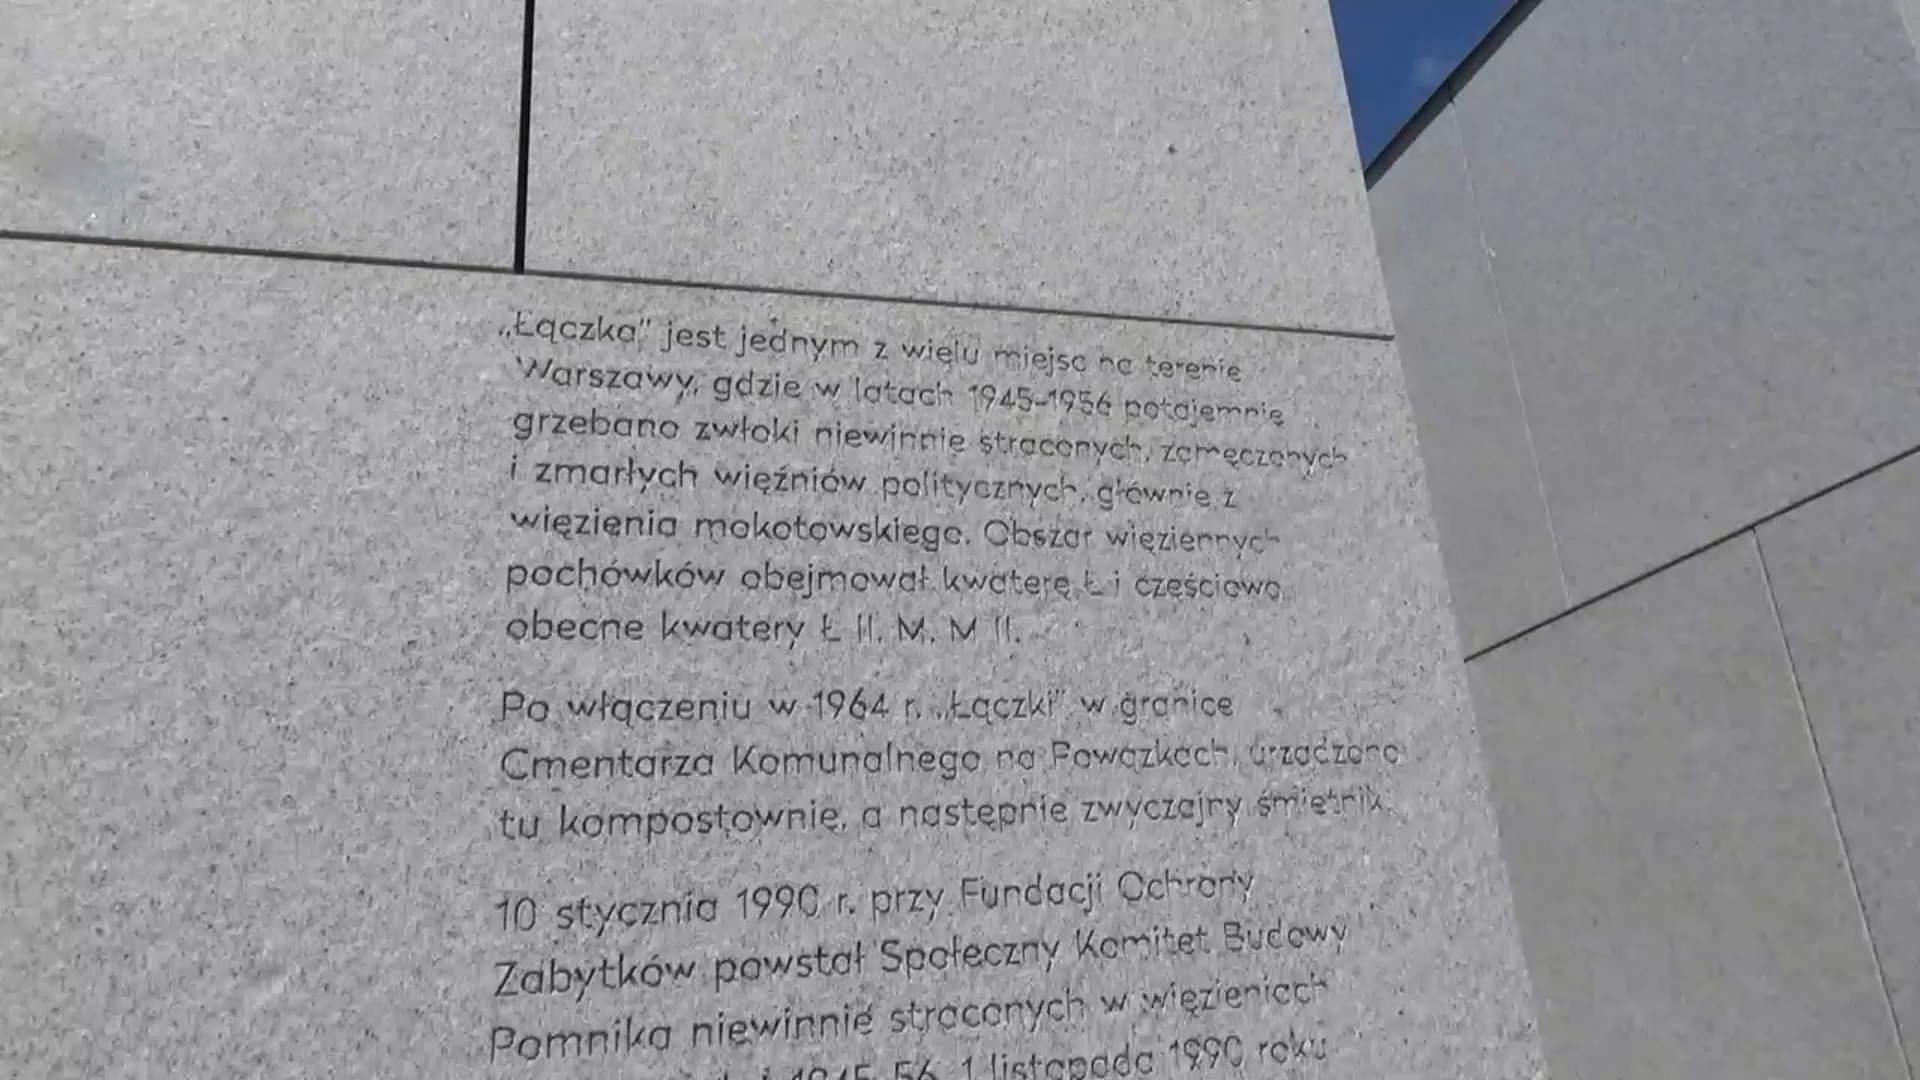 „Łączka" jest jednym z wielu miejsc na terenie
Warszawy, gdzie w latach 1945-1956 potajemnie
grzebano zwłoki niewinnie straconych, zamęczonych
i zmarłych więźniów politycznych, głównie z
więzienia mokotowskiego. Obszar więziennych
pochówków obejmował kwaterę Ł i częściowo
obecne kwatery Ł II, M, M II.
Po włączeniu w 1964 r. „Łączki" w granice
Cmentarza Komunalnego na Powązkach, urządzono
tu kompostownię, a następnie zwyczajny śmietnik.
10 stycznia 1990 r. przy Fundacji Ochrony
Zabytków powstał Społeczny Komitet Budowy
Pomnika niewinnie straconych w więzieniach
1945-56. 1 listopada 1990 roku